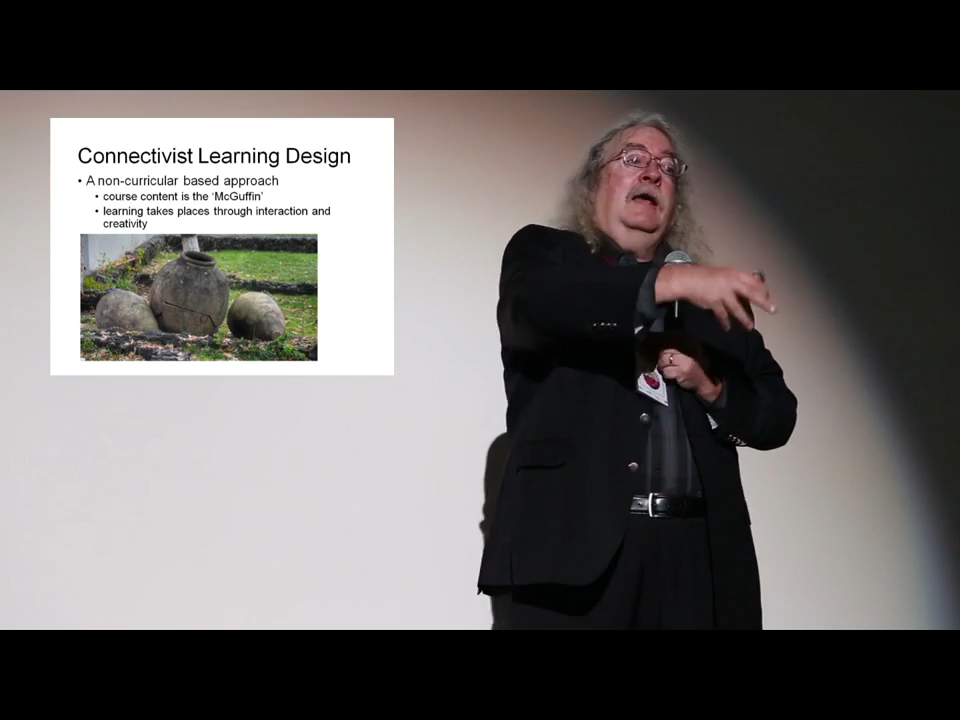 Connectivist Learning Design
• A non-curricular based approach
• course content is the ‘McGuffin’
• learning takes places through interaction and
creativity